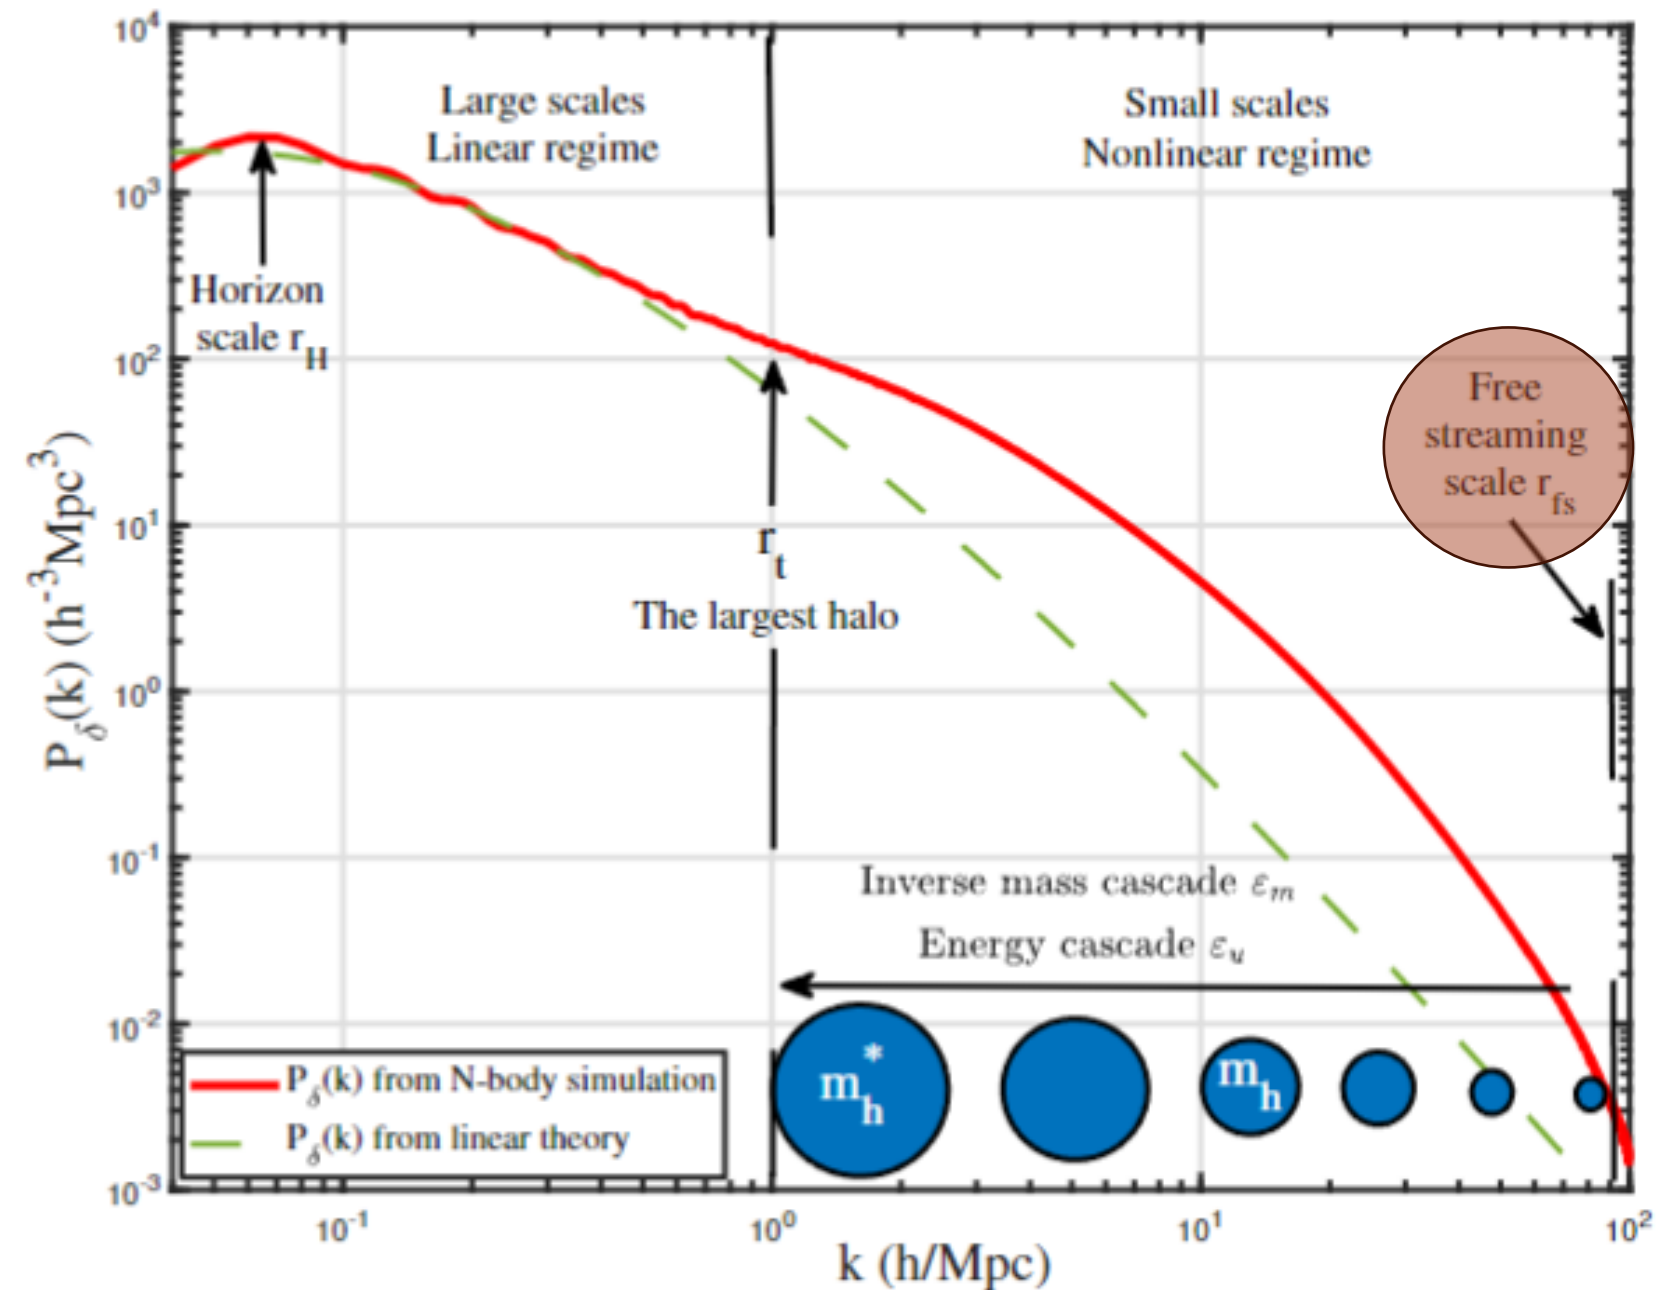 10^4
10^3
10^2
10^1
10^0
10^-1
10^-2
10^-3
P_δ(k) (h^-3Mpc^3)
Large scales
Linear regime
Small scales
Nonlinear regime
Horizon
scale r_H
r_t
The largest halo
Free
streaming
scale r_fs
Inverse mass cascade ε_m
Energy cascade ε_u
m_h^*
m_h
P_δ(k) from N-body simulation
P_δ(k) from linear theory
10^-1
10^0
10^1
10^2
k (h/Mpc)